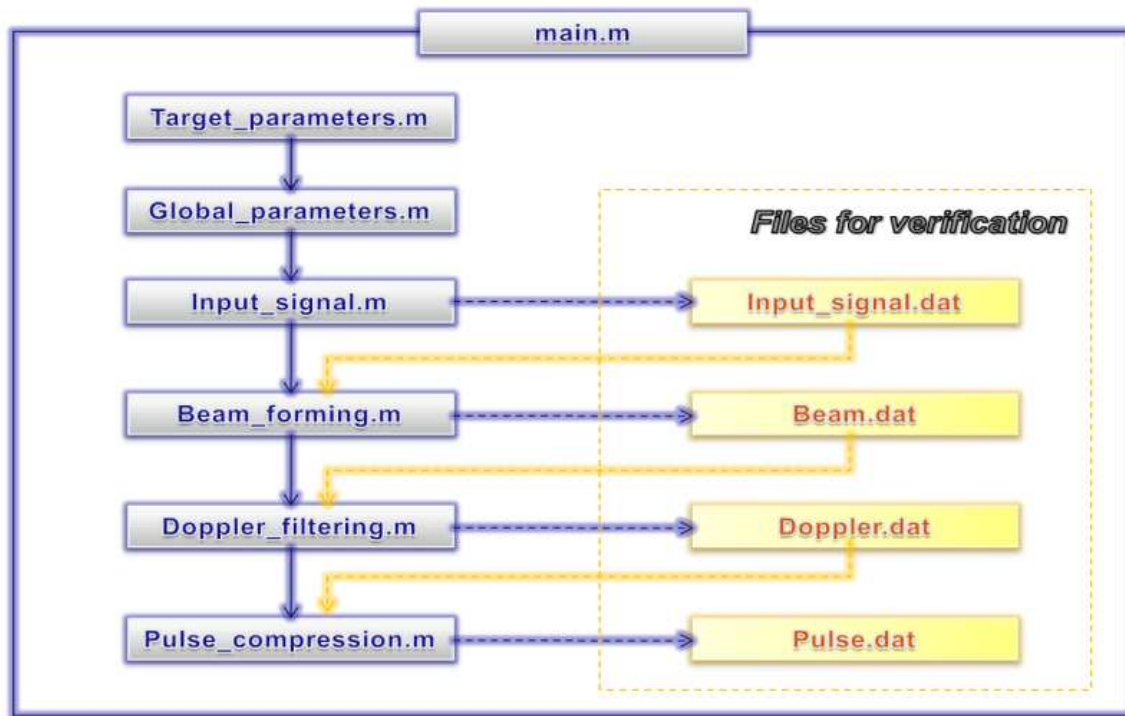 main.m
Target_parameters.m
Global_parameters.m
Files for verification
Input_signal.m
Input_signal.dat
Beam_forming.m
Beam.dat
Doppler_filtering.m
Doppler.dat
Pulse_compression.m
Pulse.dat